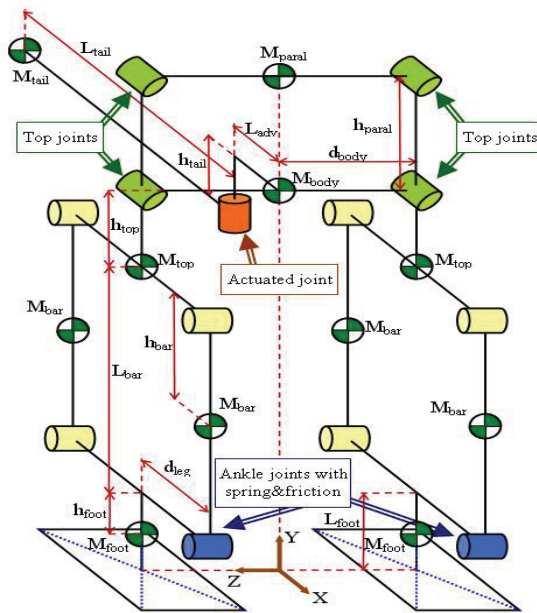 L_tail
M_paral
M_tail
Top joints
L_adv
h_paral
Top joints
h_tail
d_body
M_body
h_top
M_top
Actuated joint
M_top
M_bar
h_bar
M_bar
L_bar
M_bar
M_bar
d_leg
Ankle joints with
spring&friction
h_foot
L_foot
M_foot
Y
M_foot
Z
X